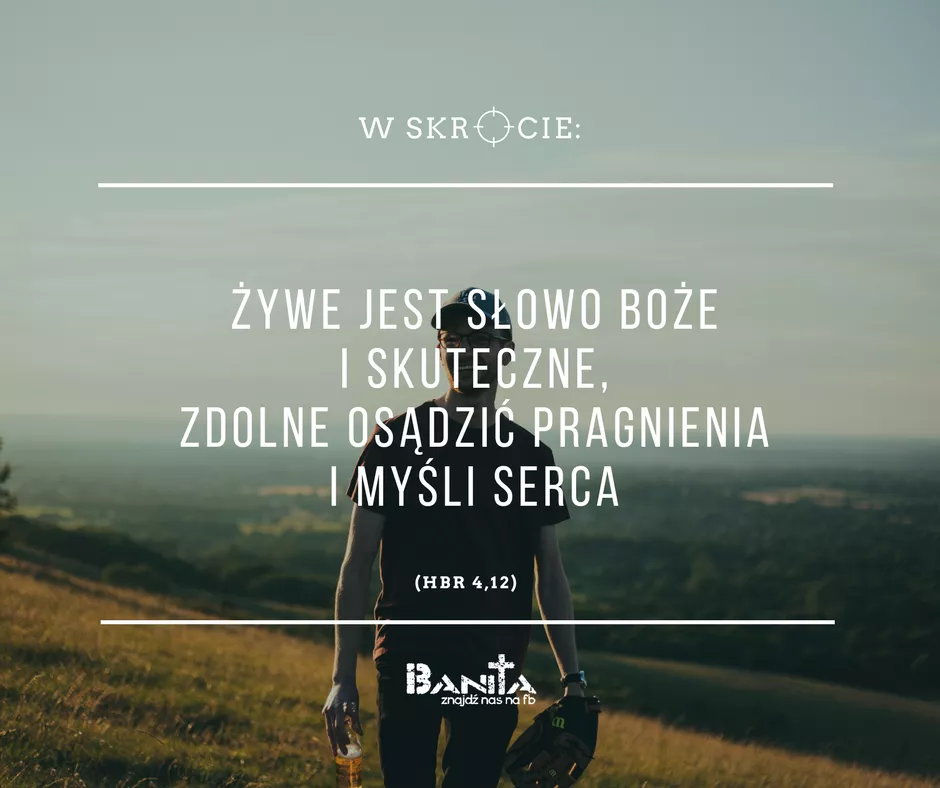 W SKRÓCIE:
ŻYWE JEST SŁOWO BOŻE
I SKUTECZNE,
ZDOLNE OSĄDZIĆ PRAGNIENIA
I MYŚLI SERCA
(HBR 4,12)
BANITA
znajdź nas na fb
m